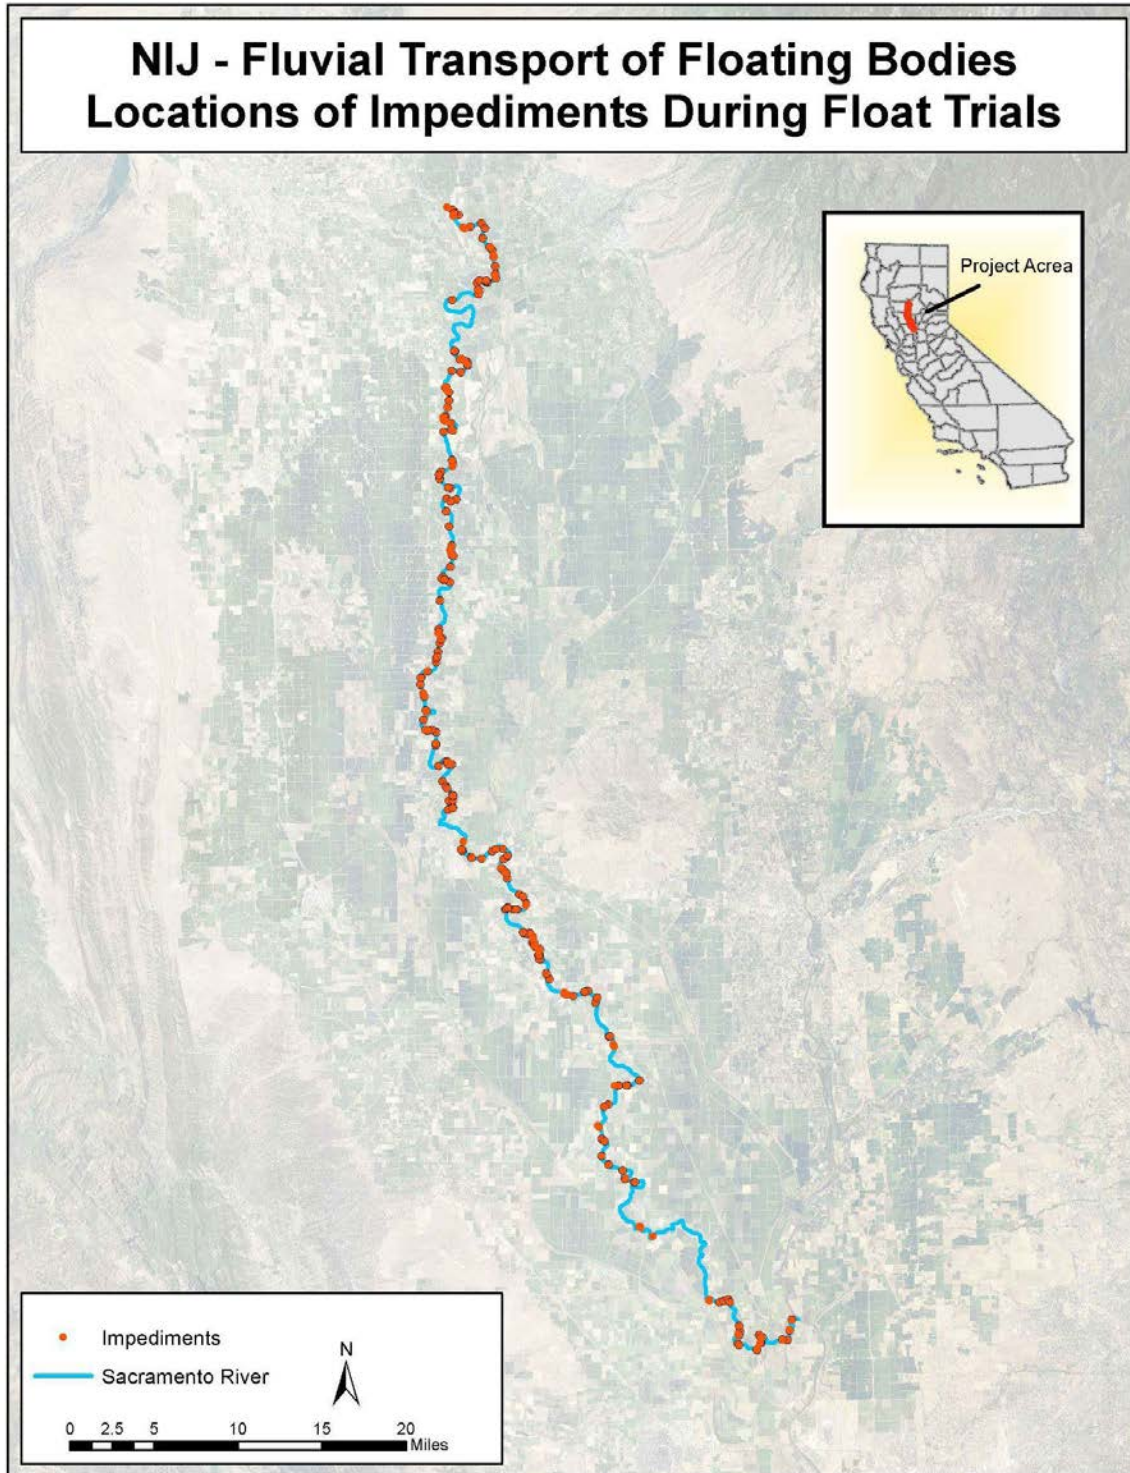 NIJ - Fluvial Transport of Floating Bodies
Locations of Impediments During Float Trials
Project Acrea
Impediments
Sacramento River
N
0 2.5 5 10 15 20
Miles